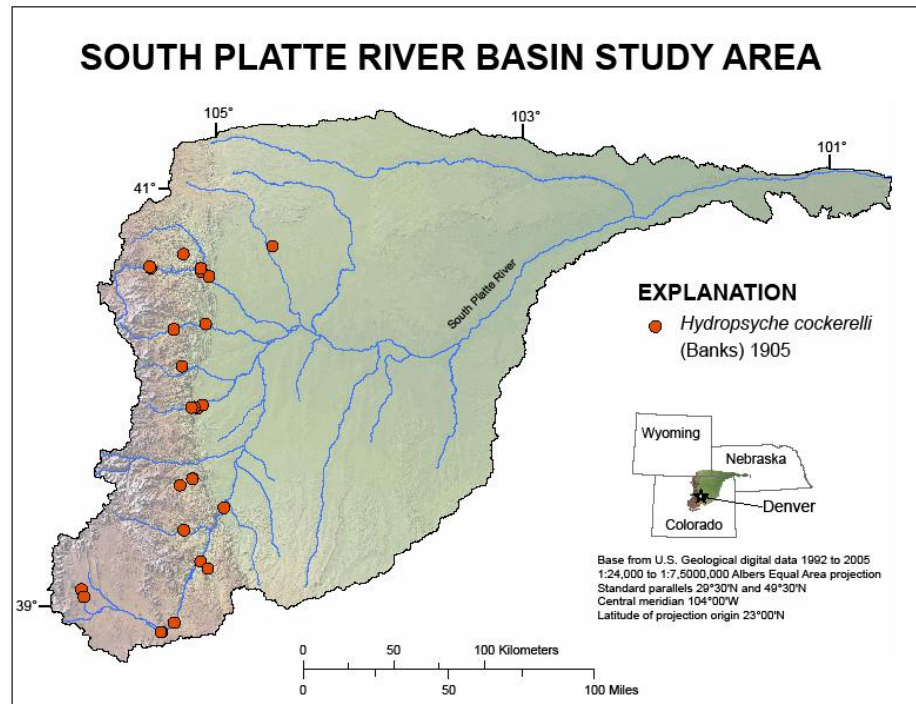 SOUTH PLATTE RIVER BASIN STUDY AREA
105°
103°
101°
41°
South Platte River
EXPLANATION
Hydropsyche cockerelli
(Banks) 1905
Wyoming
Nebraska
Denver
Colorado
Base from U.S. Geological digital data 1992 to 2005
1:24,000 to 1:7,5000,000 Albers Equal Area projection
Standard parallels 29°30'N and 49°30'N
Central meridian 104°00'W
Latitude of projection origin 23°00'N
39°
0 50 100 Kilometers
0 50 100 Miles